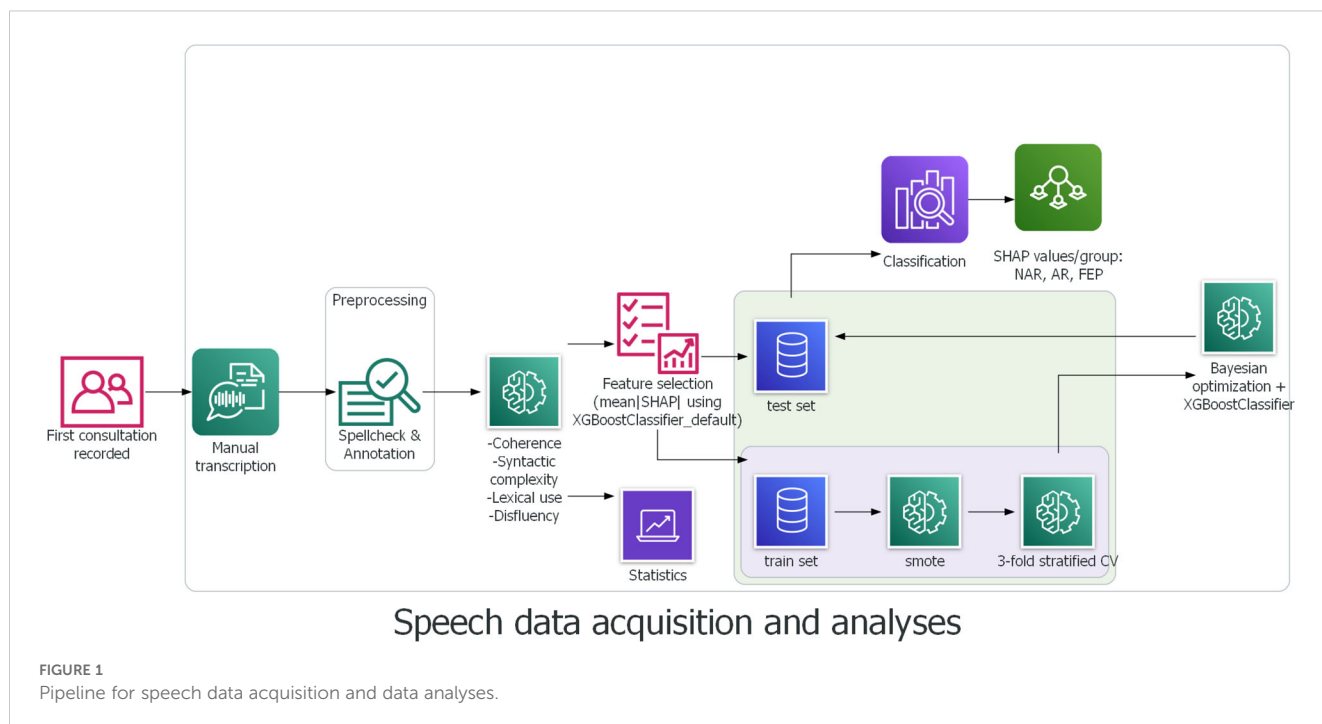 First consultation
recorded
Manual
transcription
Preprocessing
Spellcheck &
Annotation
-Coherence
-Syntactic
complexity
-Lexical use
-Disfluency
Feature selection
(mean|SHAP| using
XGBoostClassifier_default)
Statistics
Classification
SHAP values/group:
NAR, AR, FEP
test set
train set
smote
3-fold stratified CV
Bayesian
optimization +
XGBoostClassifier
Speech data acquisition and analyses
FIGURE 1
Pipeline for speech data acquisition and data analyses.